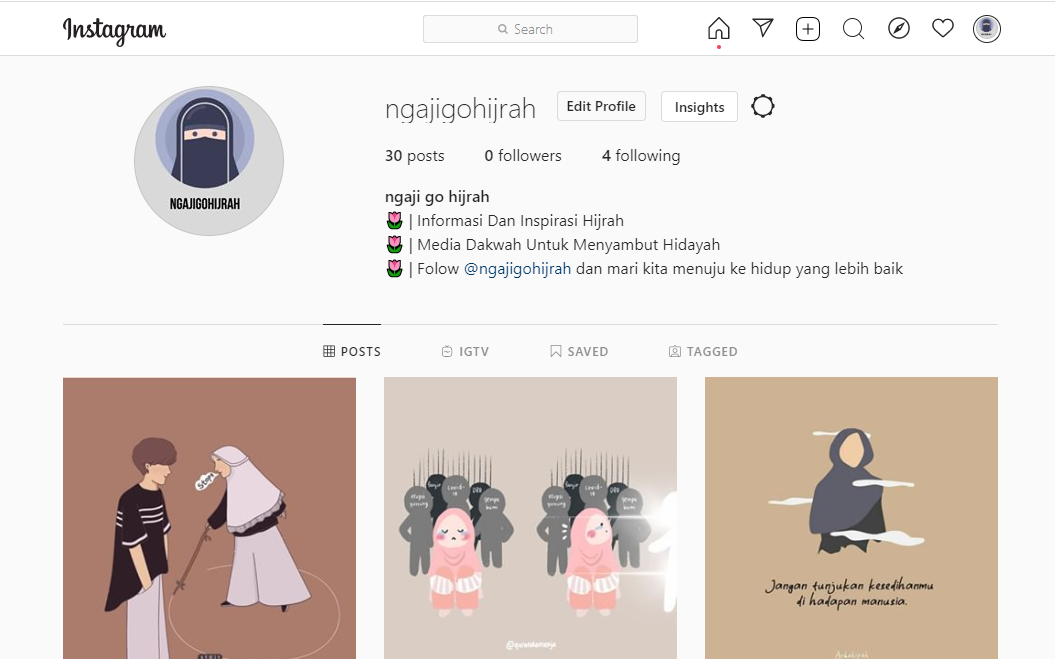 Instagram
Search
ngajigohijrah Edit Profile Insights
30 posts 0 followers 4 following
NGAJIGOHIJRAH
ngaji go hijrah
| Informasi Dan Inspirasi Hijrah
| Media Dakwah Untuk Menyambut Hidayah
| Folow @ngajigohijrah dan mari kita menuju ke hidup yang lebih baik
POSTS IGTV SAVED TAGGED
Stop!
Jangan tunjukan kesedihanmu
di hadapan manusia.